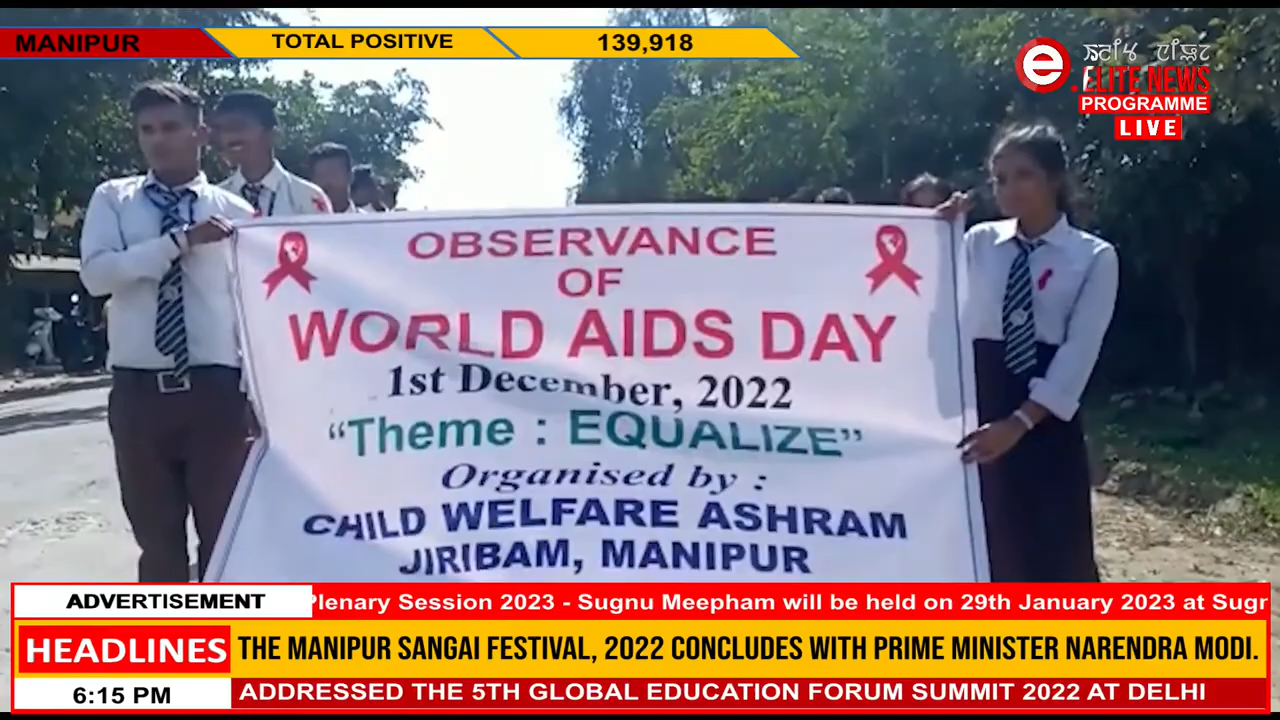 MANIPUR
TOTAL POSITIVE
139,918
e
ELITE NEWS
PROGRAMME
LIVE
OBSERVANCE
OF
WORLD AIDS DAY
1st December, 2022
“Theme : EQUALIZE”
Organised by :
CHILD WELFARE ASHRAM
JIRIBAM, MANIPUR
ADVERTISEMENT
Plenary Session 2023 - Sugnu Meepham will be held on 29th January 2023 at Sugr
HEADLINES
THE MANIPUR SANGAI FESTIVAL, 2022 CONCLUDES WITH PRIME MINISTER NARENDRA MODI.
6:15 PM
ADDRESSED THE 5TH GLOBAL EDUCATION FORUM SUMMIT 2022 AT DELHI